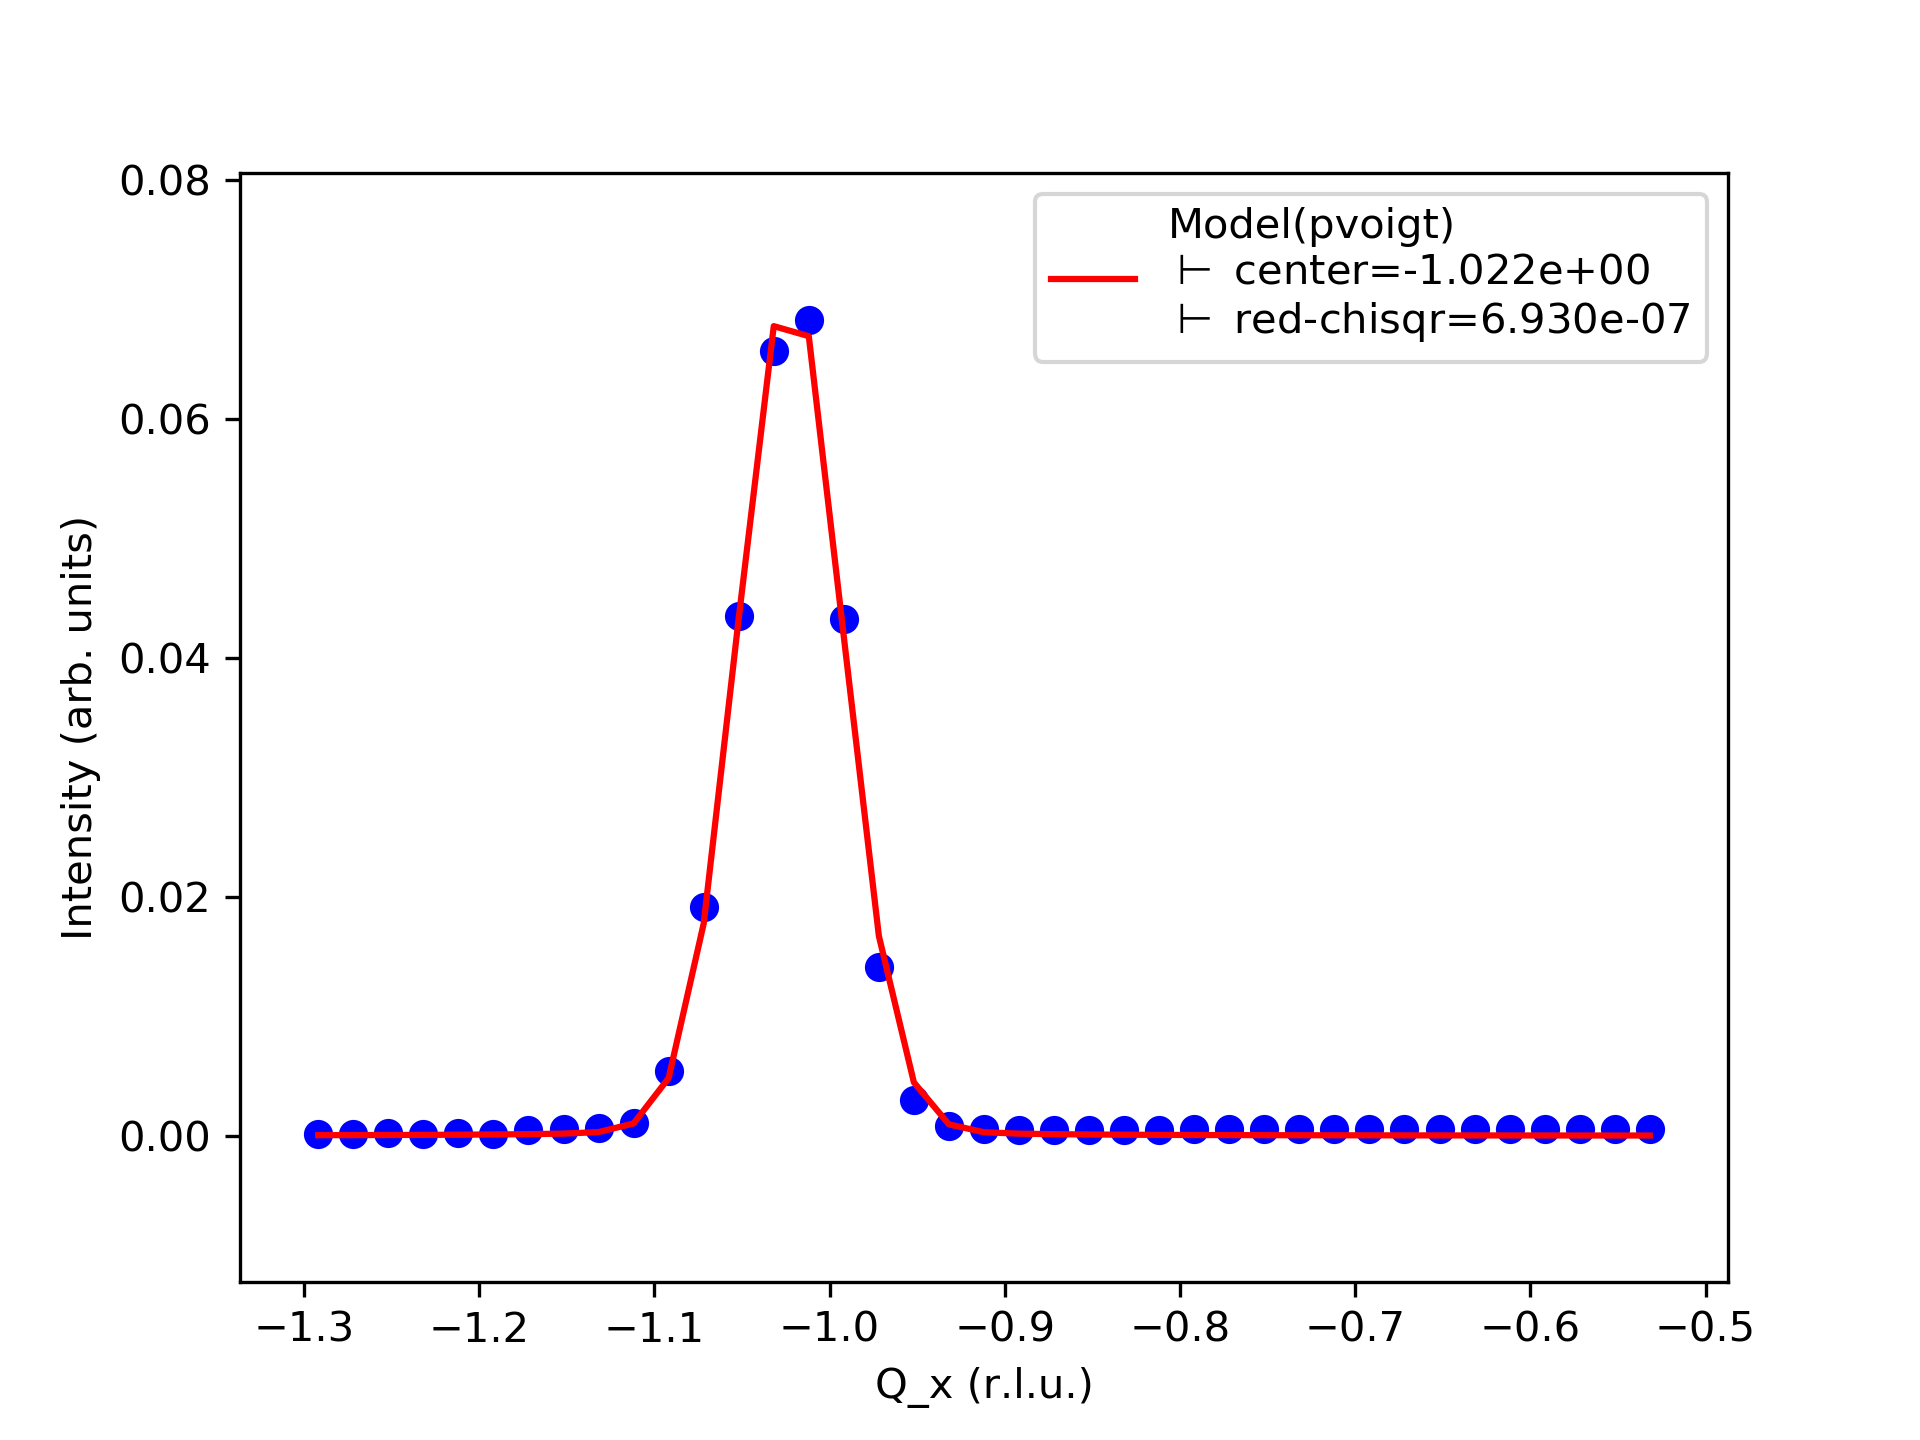 Model(pvoigt)
⊢ center=-1.022e+00
⊢ red-chisqr=6.930e-07
0.08
0.06
0.04
0.02
0.00
Intensity (arb. units)
−1.3 −1.2 −1.1 −1.0 −0.9 −0.8 −0.7 −0.6 −0.5
Q_x (r.l.u.)